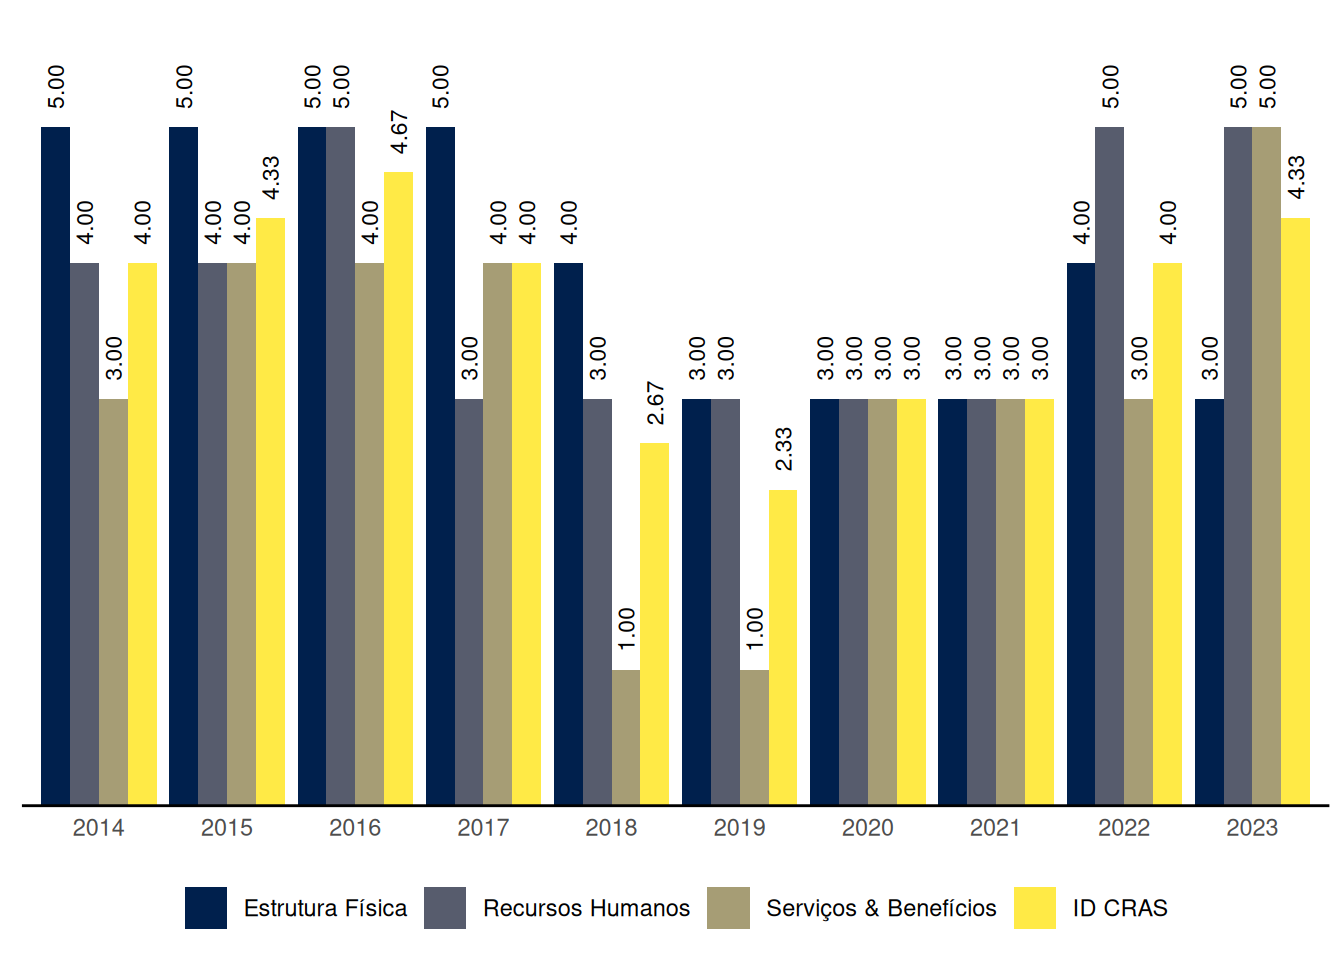 5.00 4.00 3.00 4.00 5.00 4.00 4.00 4.33 5.00 5.00 4.00 4.67 5.00 3.00 4.00 4.00 4.00 3.00 1.00 2.67 3.00 3.00 1.00 2.33 3.00 3.00 3.00 3.00 3.00 3.00 3.00 3.00 4.00 5.00 3.00 4.00 3.00 5.00 5.00 4.33
2014 2015 2016 2017 2018 2019 2020 2021 2022 2023
Estrutura Física Recursos Humanos Serviços & Benefícios ID CRAS